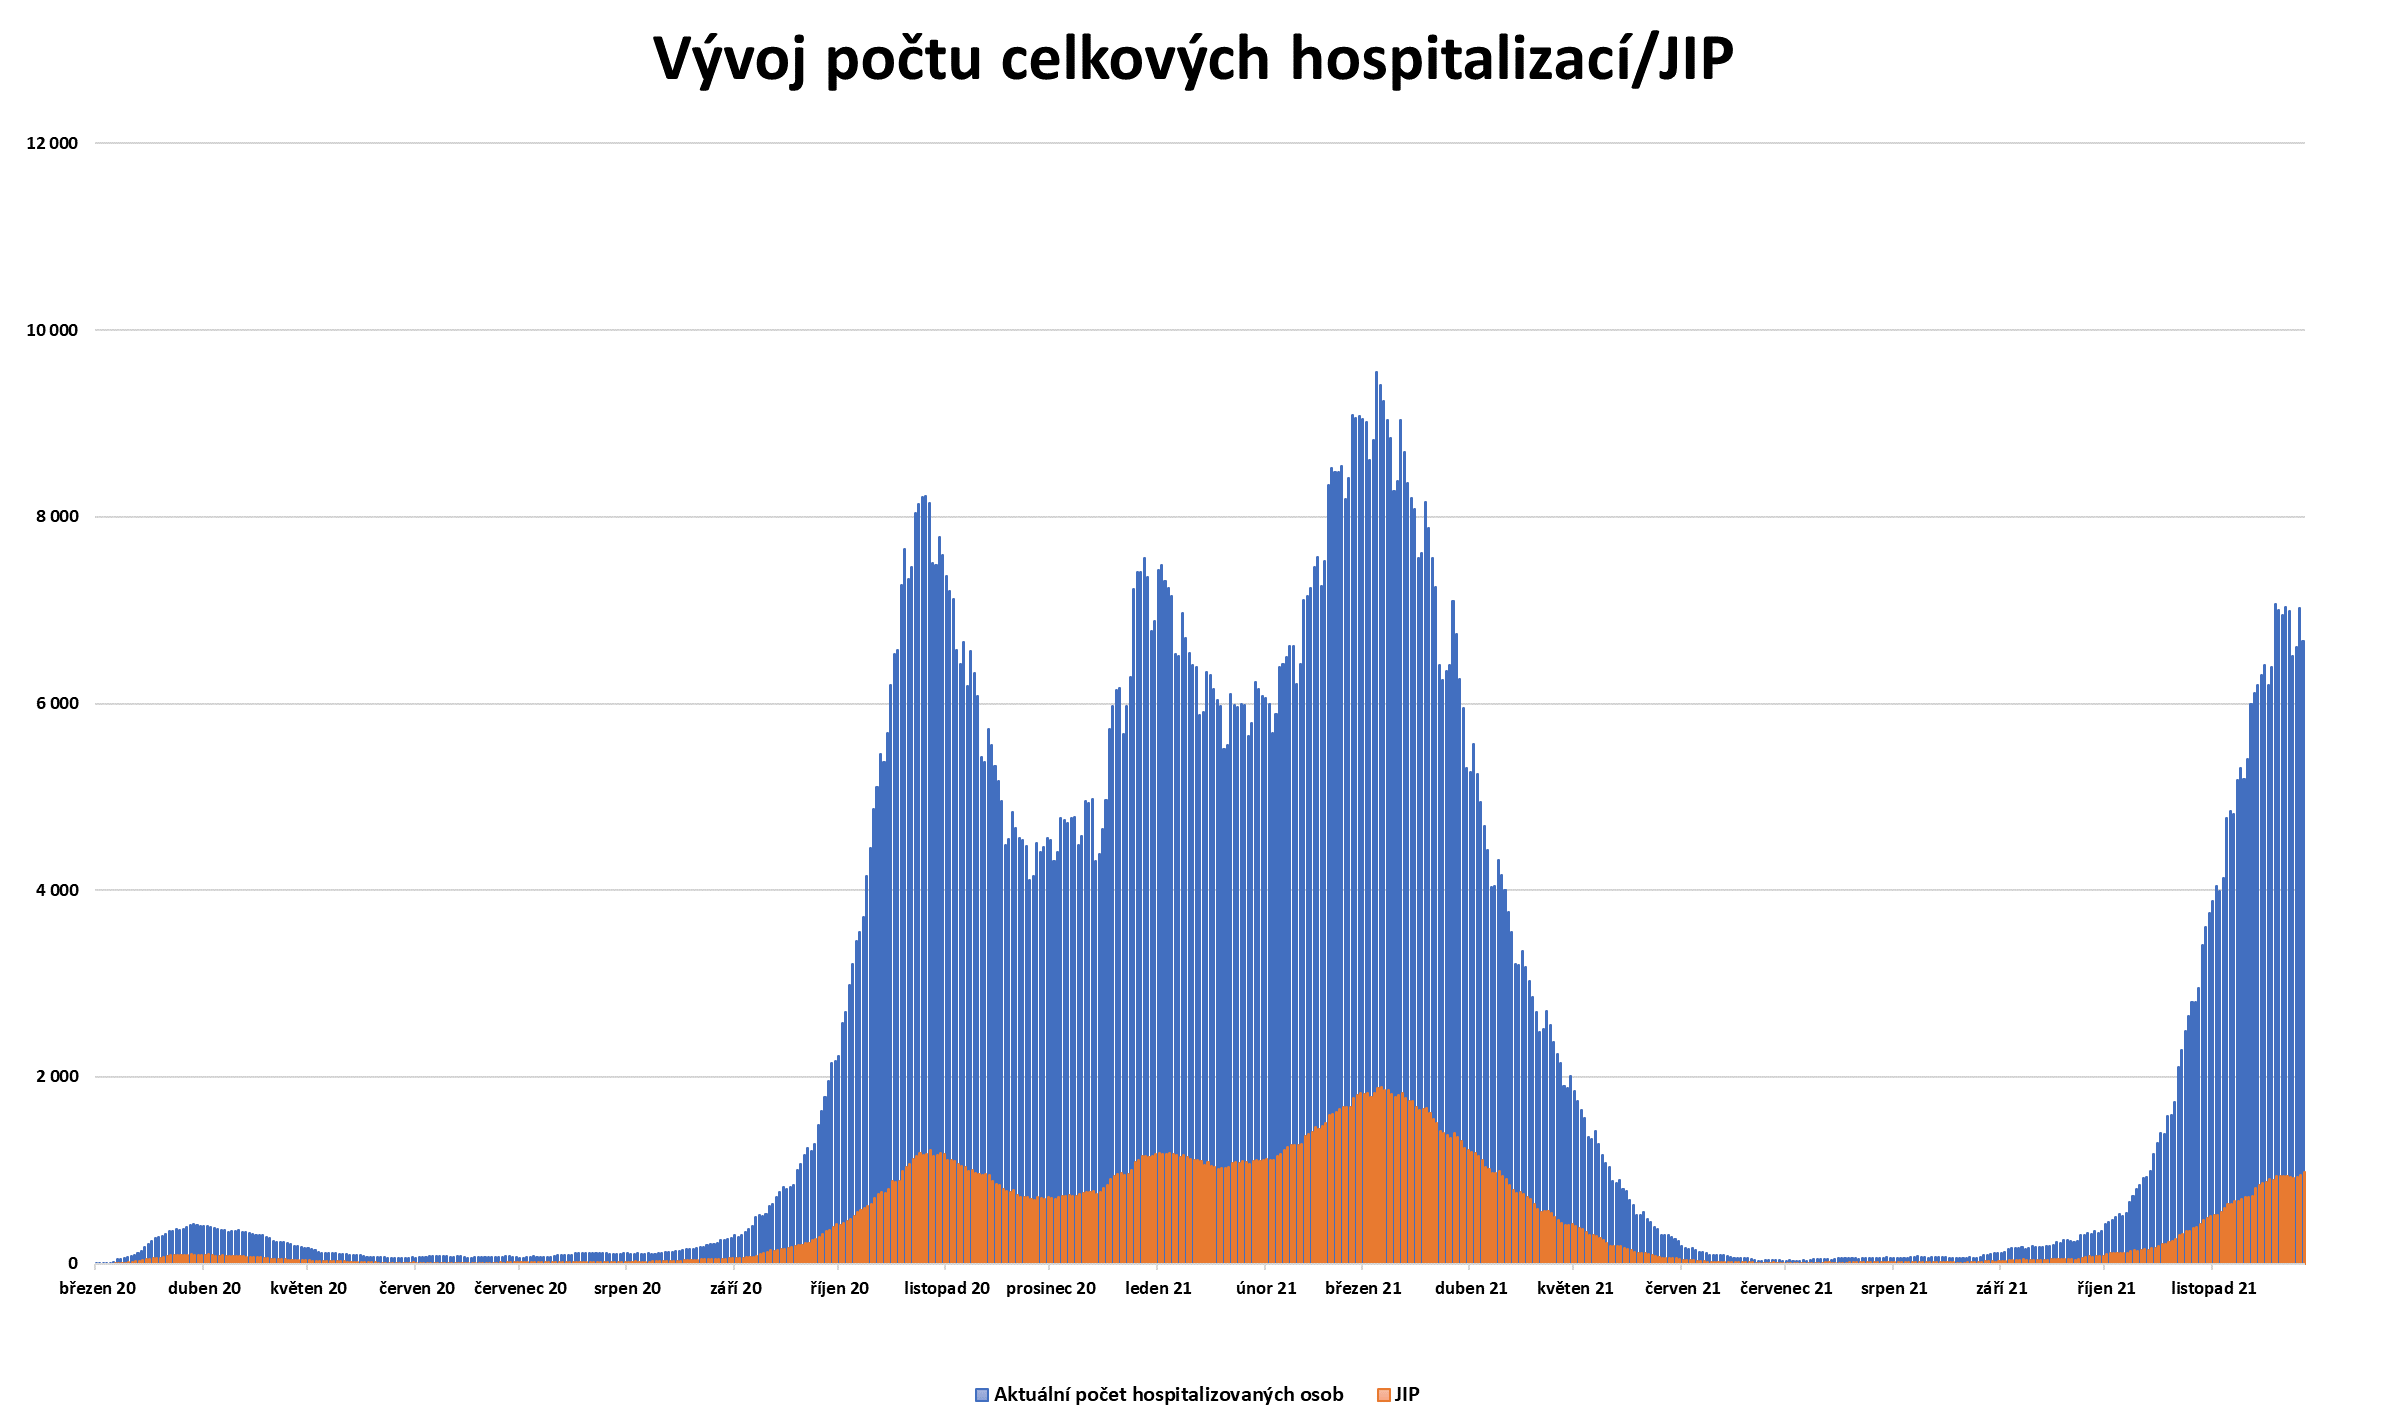 Vývoj počtu celkových hospitalizací/JIP
12 000
10 000
8 000
6 000
4 000
2 000
0
březen 20 duben 20 květen 20 červen 20 červenec 20 srpen 20 září 20 říjen 20 listopad 20 prosinec 20 leden 21 únor 21 březen 21 duben 21 květen 21 červen 21 červenec 21 srpen 21 září 21 říjen 21 listopad 21
Aktuální počet hospitalizovaných osob JIP